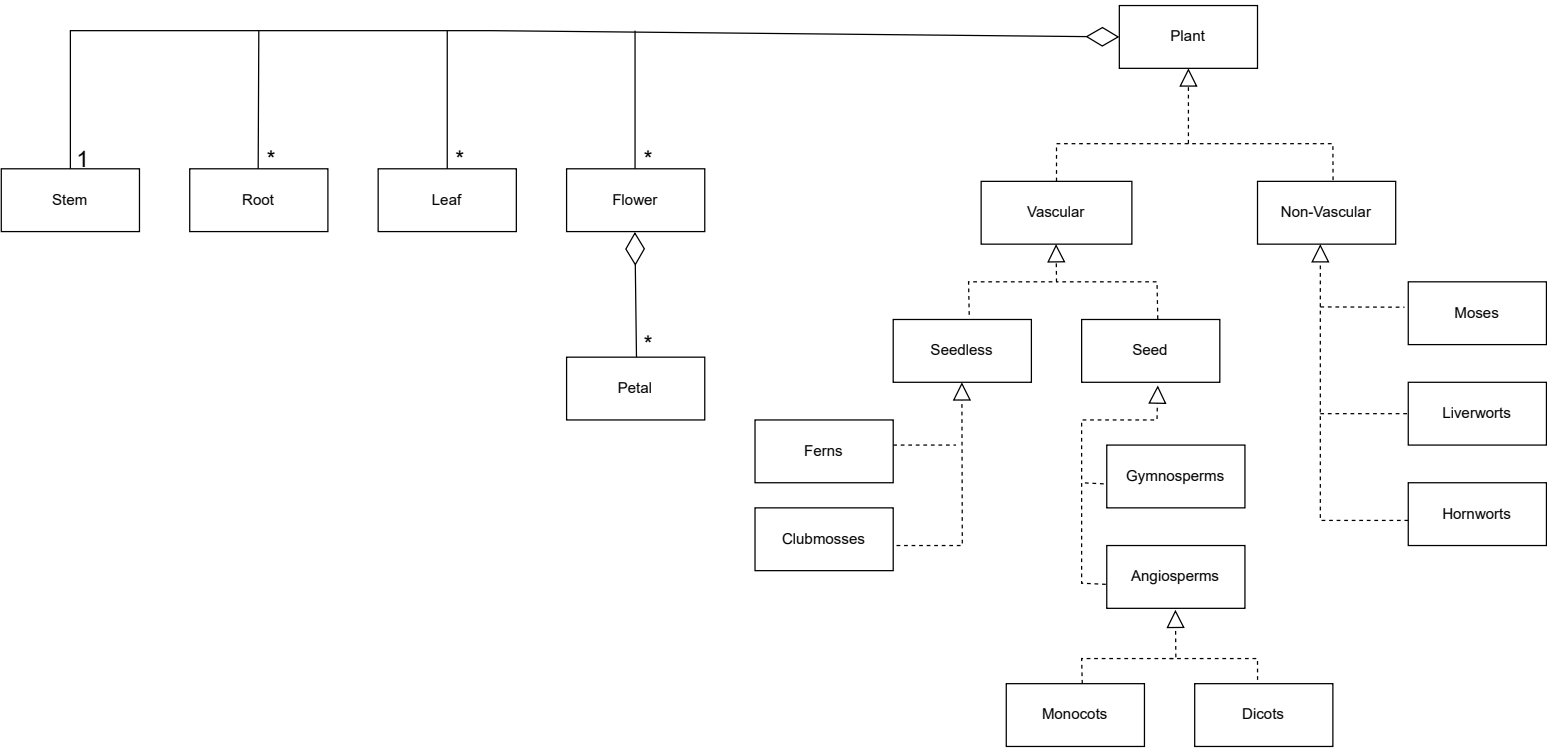 Plant
1
*
*
*
Stem
Root
Leaf
Flower
Vascular
Non-Vascular
Moses
*
Seedless
Seed
Petal
Liverworts
Ferns
Gymnosperms
Hornworts
Clubmosses
Angiosperms
Monocots
Dicots